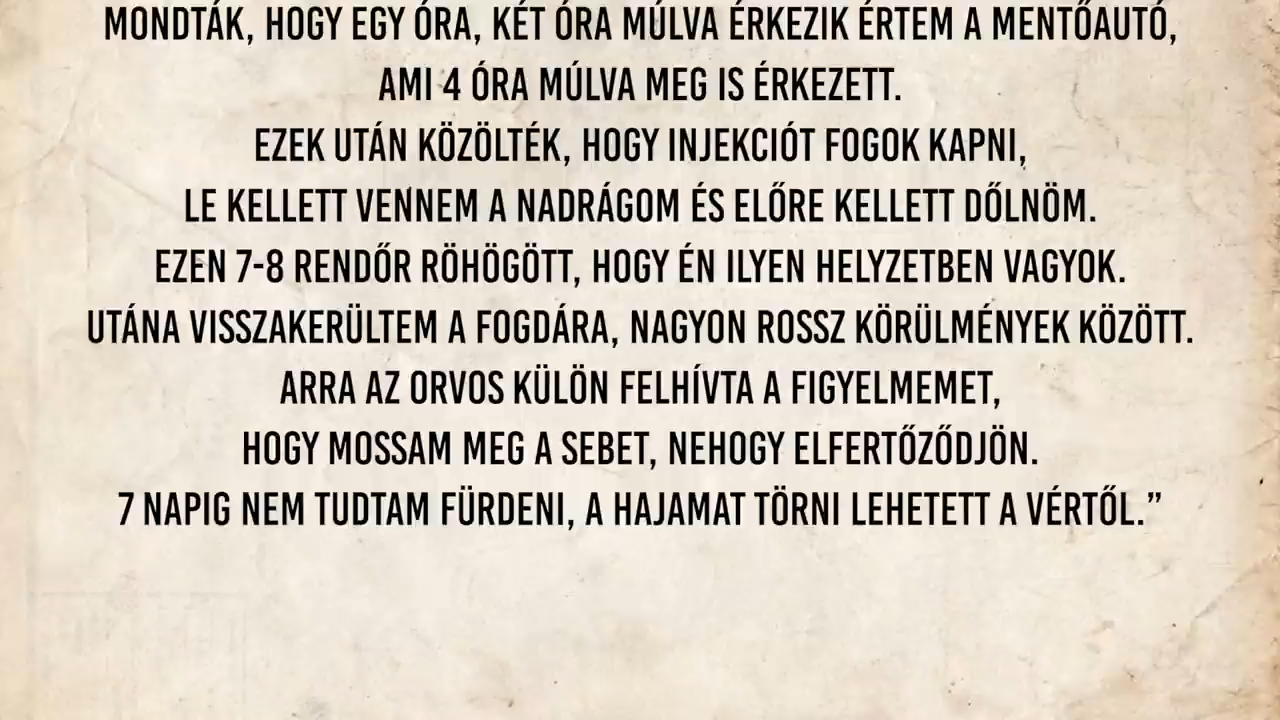 MONDTÁK, HOGY EGY ÓRA, KÉT ÓRA MÚLVA ÉRKEZIK ÉRTEM A MENTŐAUTÓ,
AMI 4 ÓRA MÚLVA MEG IS ÉRKEZETT.
EZEK UTÁN KÖZÖLTÉK, HOGY INJEKCIÓT FOGOK KAPNI,
LE KELLETT VENNEM A NADRÁGOM ÉS ELŐRE KELLETT DŐLNÖM.
EZEN 7-8 RENDŐR RÖHÖGÖTT, HOGY ÉN ILYEN HELYZETBEN VAGYOK.
UTÁNA VISSZAKERÜLTEM A FOGDÁRA, NAGYON ROSSZ KÖRÜLMÉNYEK KÖZÖTT.
ARRA AZ ORVOS KÜLÖN FELHÍVTA A FIGYELMEMET,
HOGY MOSSAM MEG A SEBET, NEHOGY ELFERTŐZŐDJÖN.
7 NAPIG NEM TUDTAM FÜRDENI, A HAJAMAT TÖRNI LEHETETT A VÉRTŐL.”